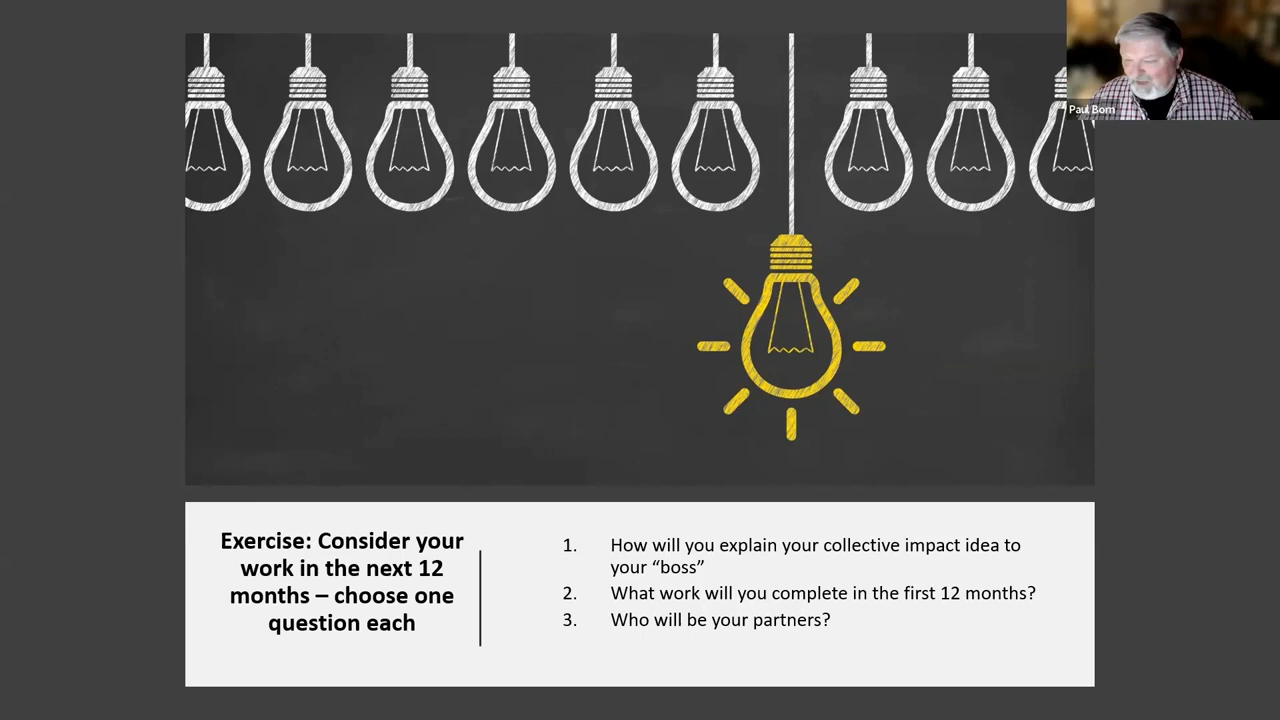 Paul Born
Exercise: Consider your
work in the next 12
months – choose one
question each
1. How will you explain your collective impact idea to
your “boss”
2. What work will you complete in the first 12 months?
3. Who will be your partners?